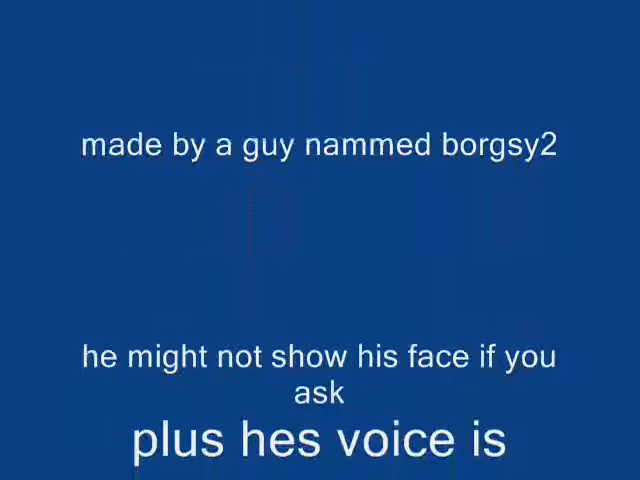 made by a guy nammed borgsy2
he might not show his face if you
ask
plus hes voice is